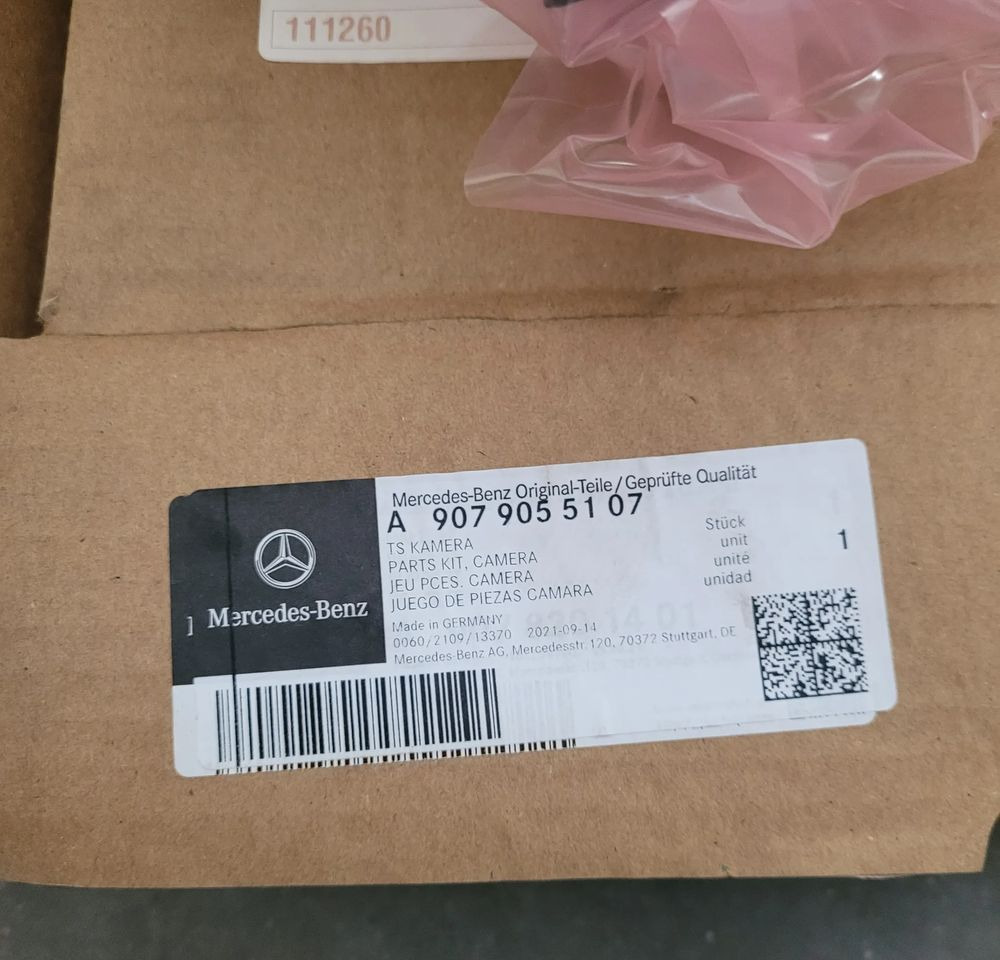 111260
Mercedes-Benz Original-Teile/Geprüfte Qualität
A 907 905 51 07
TS KAMERA
PARTS KIT, CAMERA
JEU PCES. CAMERA
JUEGO DE PIEZAS CAMARA
Stück
unit
unité
unidad
1
Mercedes-Benz
Made in GERMANY
0060/2109/13370 2021-09-14
Mercedes-Benz AG, Mercedesstr. 120, 70372 Stuttgart, DE